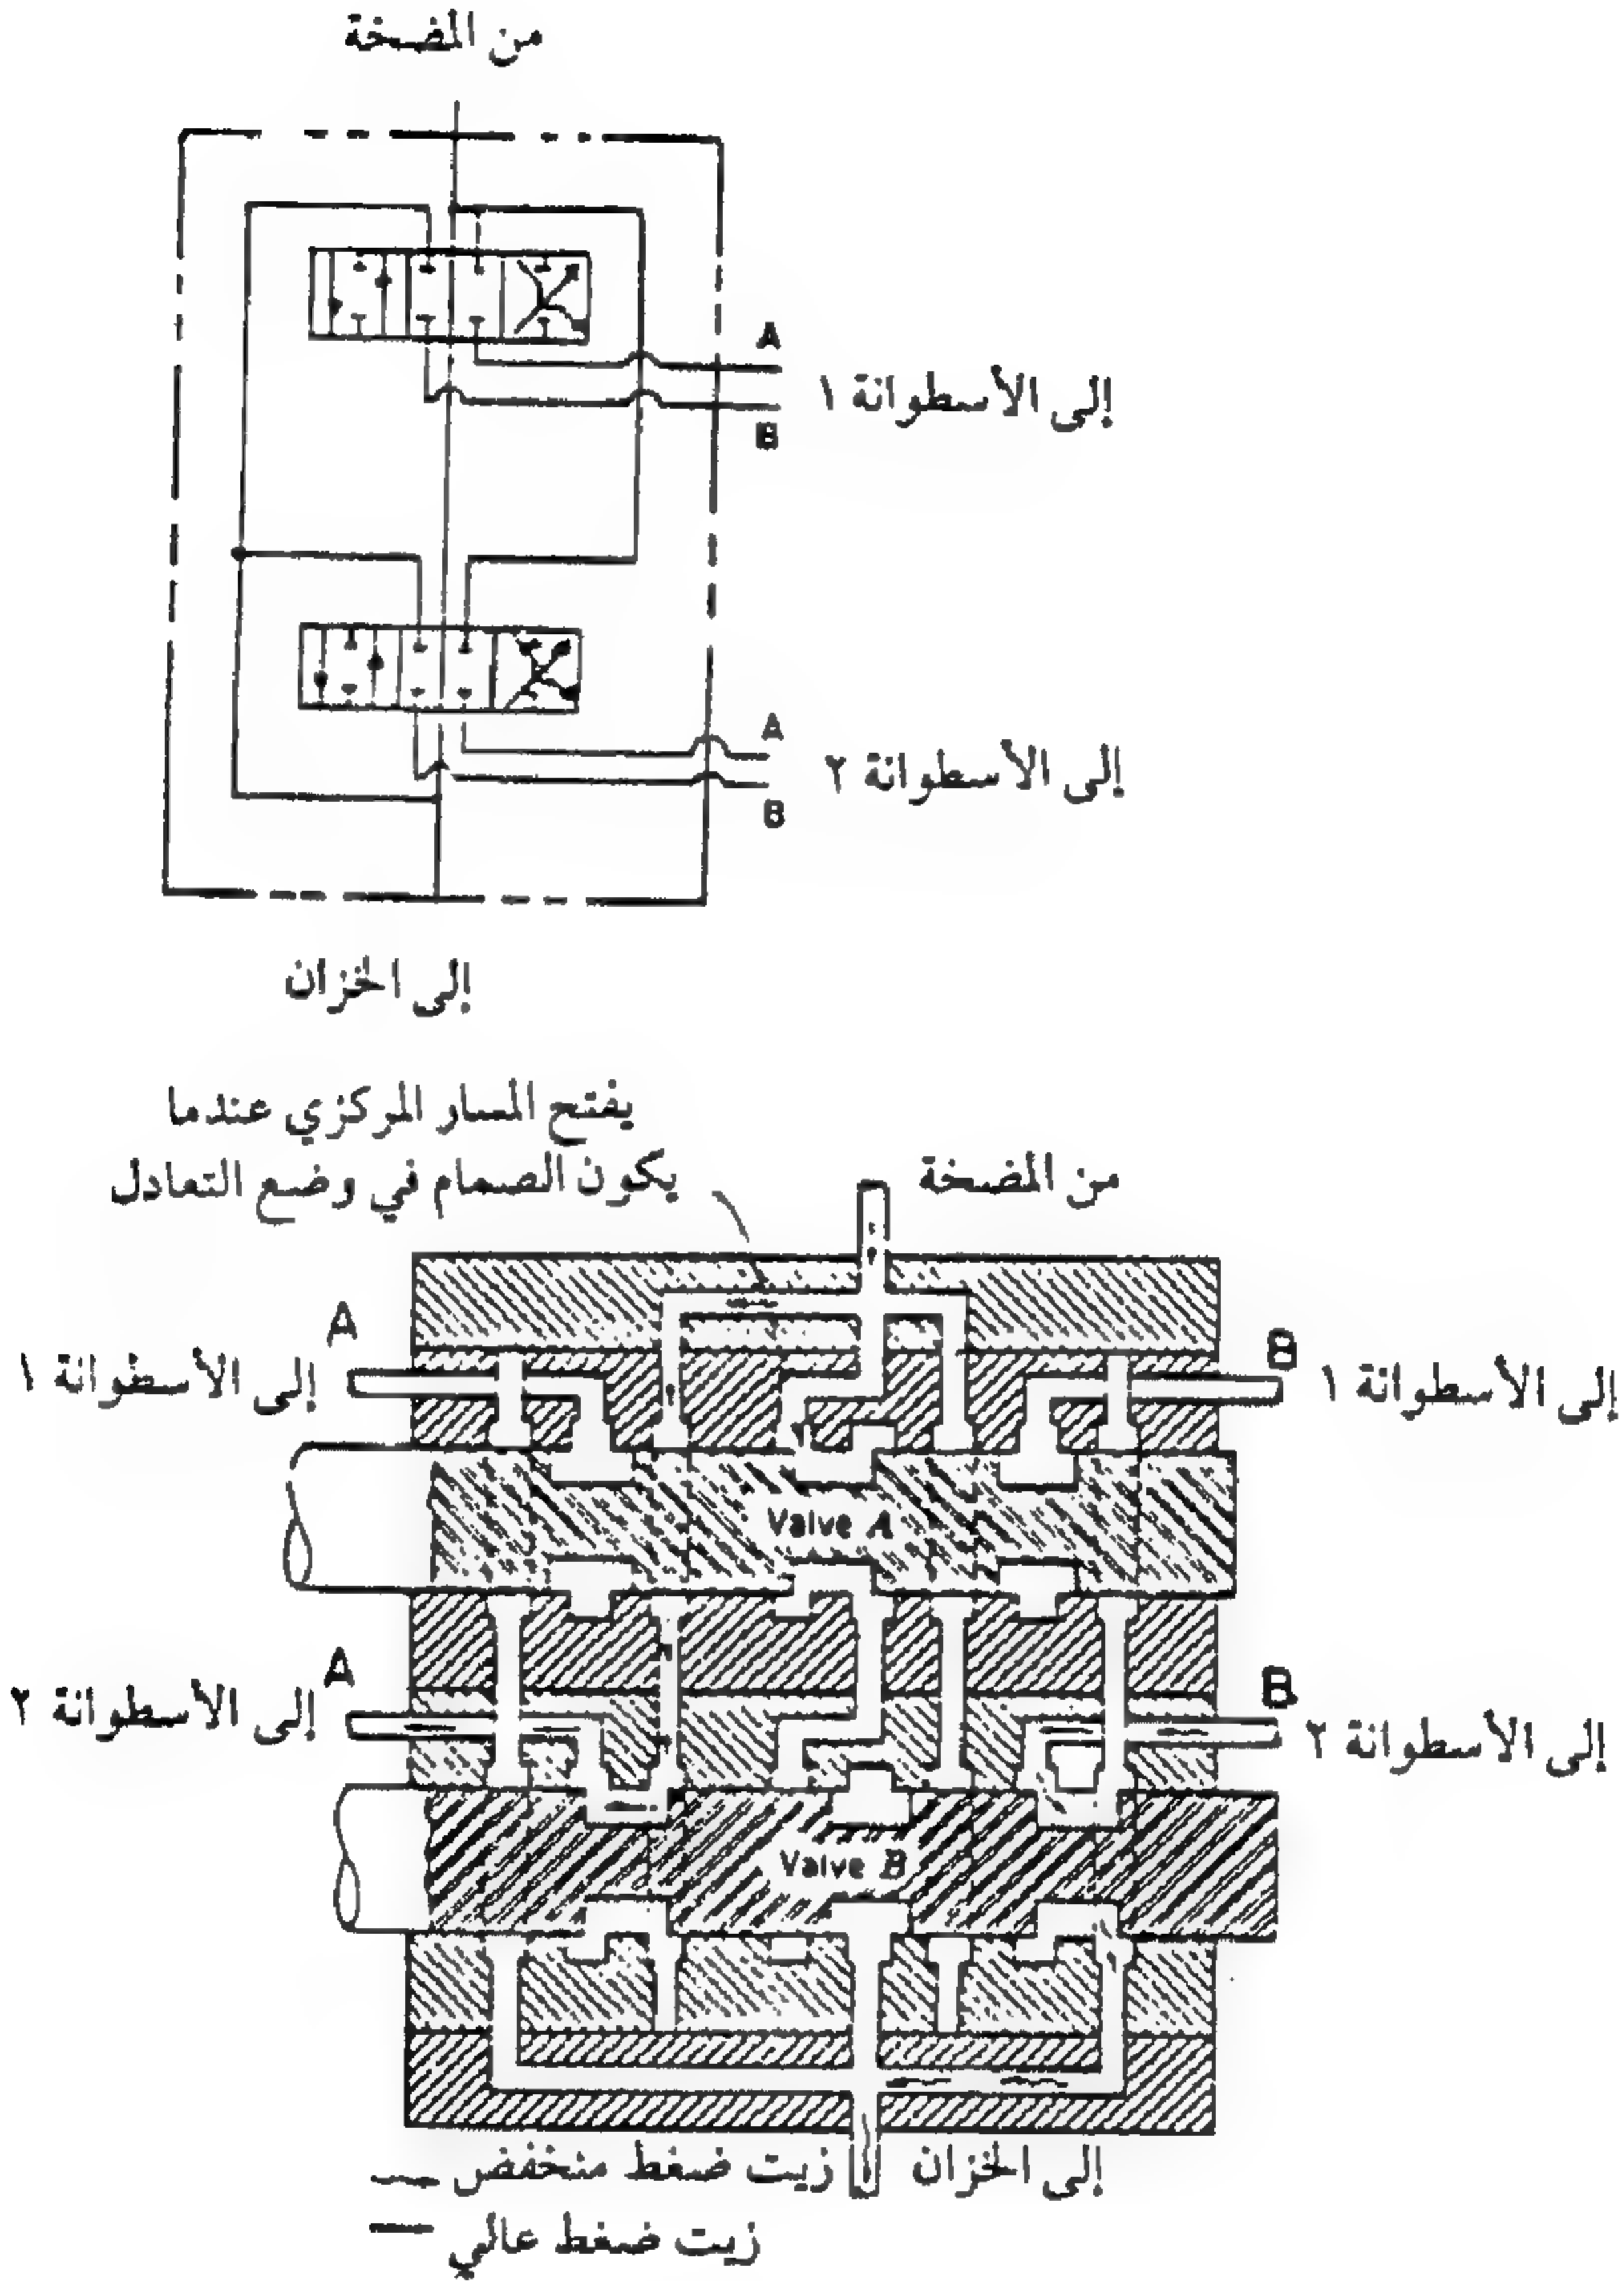 من المضخة
A
إلى الأسطوانة ١
B
A
إلى الأسطوانة ٢
B
إلى الخزان
يفتح المسار المركزي عندما
يكون الصمام في وضع التعادل
من المضخة
A
B
إلى الأسطوانة ١
إلى الأسطوانة ١
Valve A
A
B
إلى الأسطوانة ٢
إلى الأسطوانة ٢
Valve B
إلى الخزان
زيت ضغط منخفض
زيت ضغط عالي